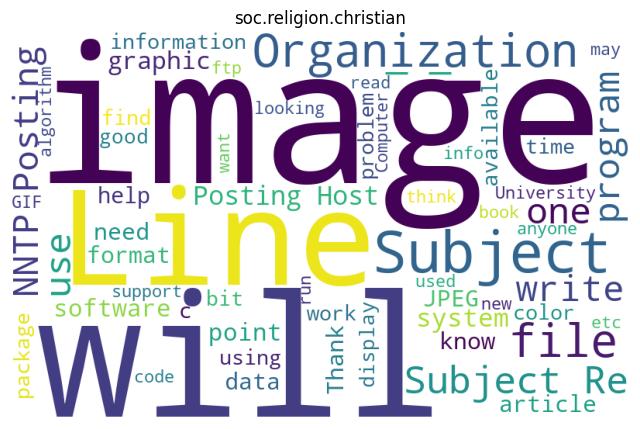 soc.religion.christian
information
Organization
may
graphic
ftp
Posting
algorithm
image
find
good
looking
read
problem
Computer
available
info
time
program
want
GIF
NNTP
help
Posting Host
think
University
book
one
anyone
Line
need
use
format
Subject
support
software
c
bit
run
used
JPEG
new
write
system
color
etc
Will
point
work
Thank
display
know
file
package
using
data
code
Subject Re
article